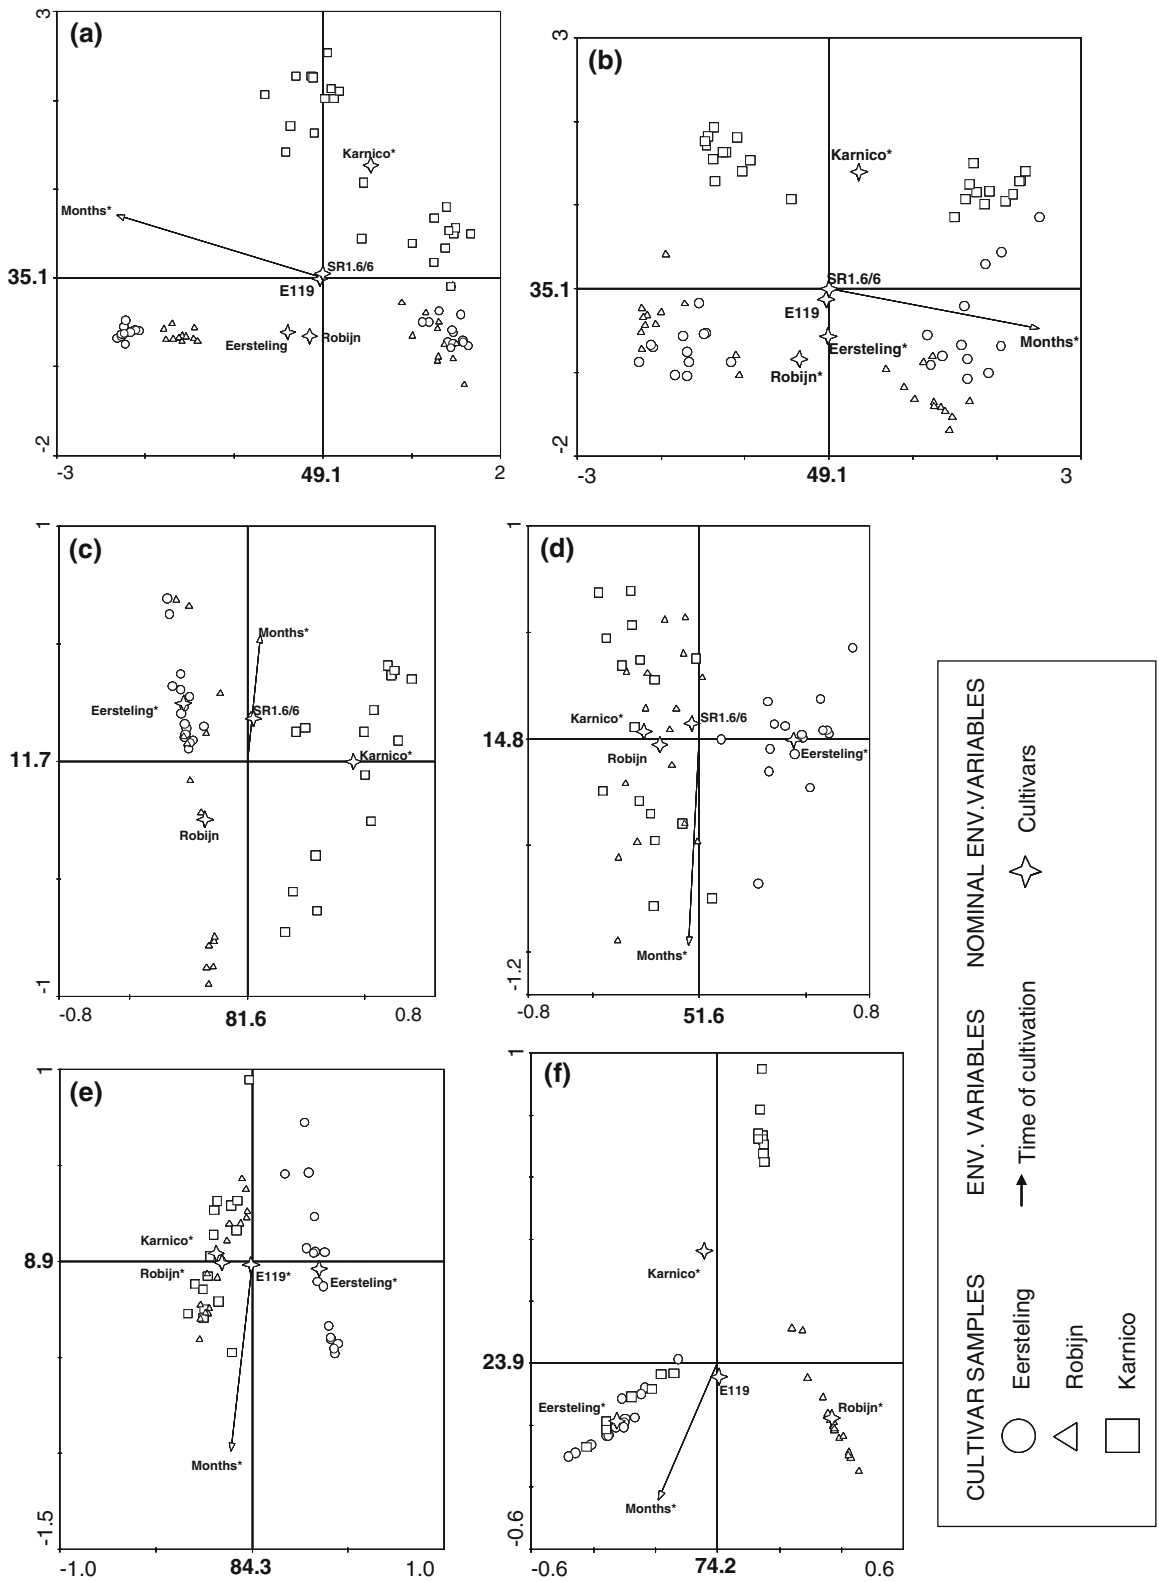 (a)
3
Karnico*
Months*
SR1.6/6
35.1
E119
Eersteling
Robijn
-2
-3
49.1
2
(b)
3
Karnico*
SR1.6/6
35.1
E119
Months*
Eersteling*
Robijn*
-2
-3
49.1
3
(c)
1
Months*
Eersteling*
SR1.6/6
11.7
Karnico*
Robijn
-1
-0.8
81.6
0.8
(d)
1
Karnico*
SR1.6/6
14.8
Robijn
Eersteling*
Months*
-1.2
-0.8
51.6
0.8
(e)
1
Karnico*
8.9
Robijn*
E119*
Eersteling*
Months*
-1.5
-1.0
84.3
1.0
(f)
1
Karnico*
23.9
E119
Eersteling*
Robijn*
Months*
-0.6
-0.6
74.2
0.6
CULTIVAR SAMPLES
Eersteling
Robijn
Karnico
ENV. VARIABLES
Time of cultivation
NOMINAL ENV.VARIABLES
Cultivars